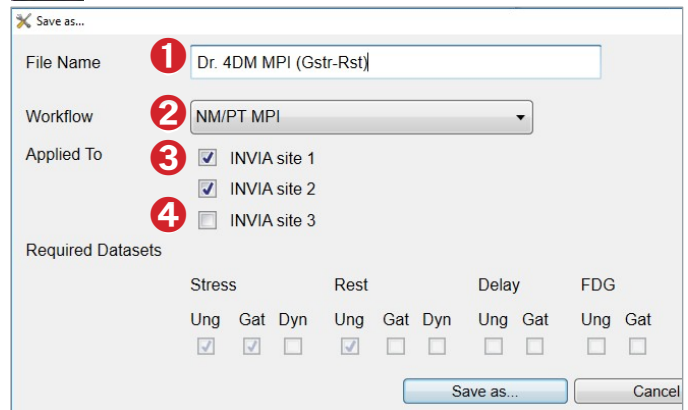 Save as...
File Name 1 Dr. 4DM MPI (Gstr-Rst)
Workflow 2 NM/PT MPI
Applied To 3 INVIA site 1
INVIA site 2
4 INVIA site 3
Required Datasets
Stress Rest Delay FDG
Ung Gat Dyn Ung Gat Dyn Ung Gat Ung Gat
Save as... Cancel